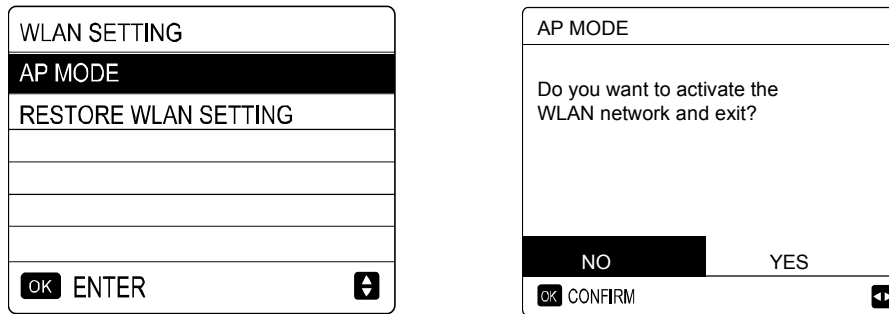 WLAN SETTING
AP MODE
RESTORE WLAN SETTING
OK ENTER
AP MODE
Do you want to activate the
WLAN network and exit?
NO YES
OK CONFIRM